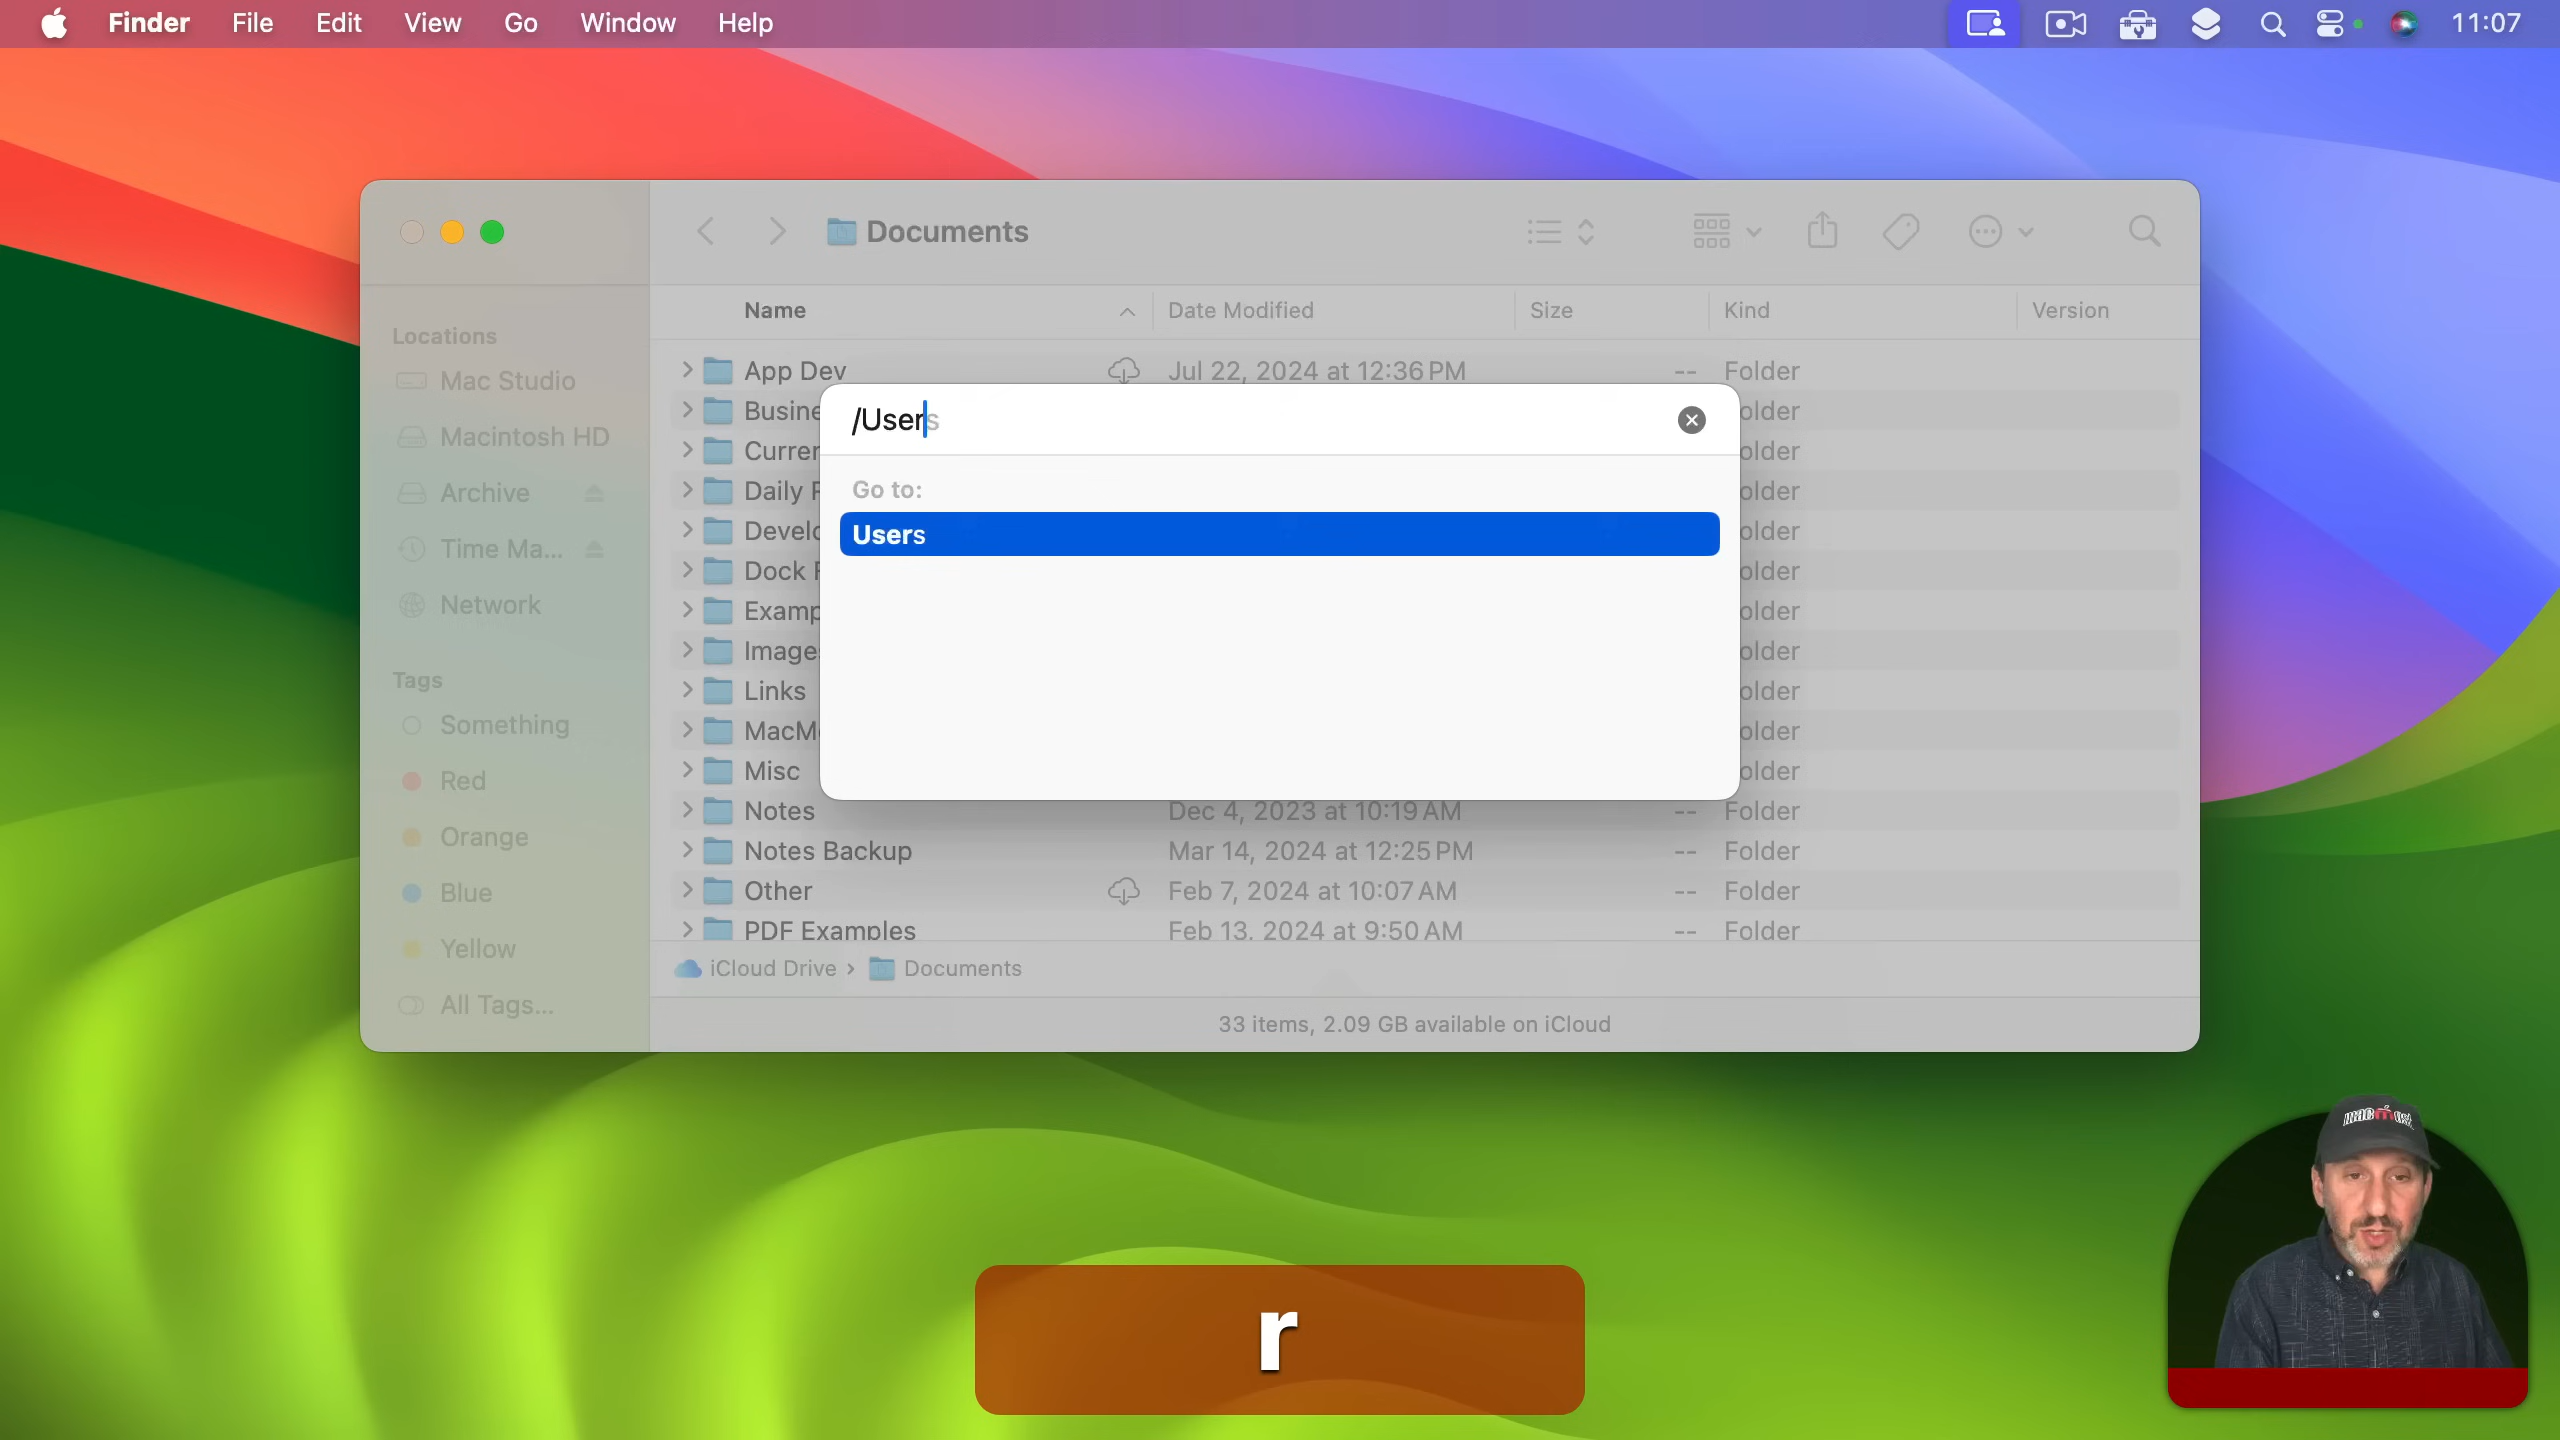 Finder File Edit View Go Window Help 11:07
Documents
Name Date Modified Size Kind Version
Locations
Mac Studio
Macintosh HD
Archive
Time Ma...
Network
Tags
Something
Red
Orange
Blue
Yellow
All Tags...
App Dev Jul 22, 2024 at 12:36 PM -- Folder
/Users
Go to:
Users
Links
Misc
Notes Dec 4, 2023 at 10:19 AM -- Folder
Notes Backup Mar 14, 2024 at 12:25 PM -- Folder
Other Feb 7, 2024 at 10:07 AM -- Folder
PDF Examples Feb 13, 2024 at 9:50 AM -- Folder
iCloud Drive › Documents
33 items, 2.09 GB available on iCloud
r
macmost